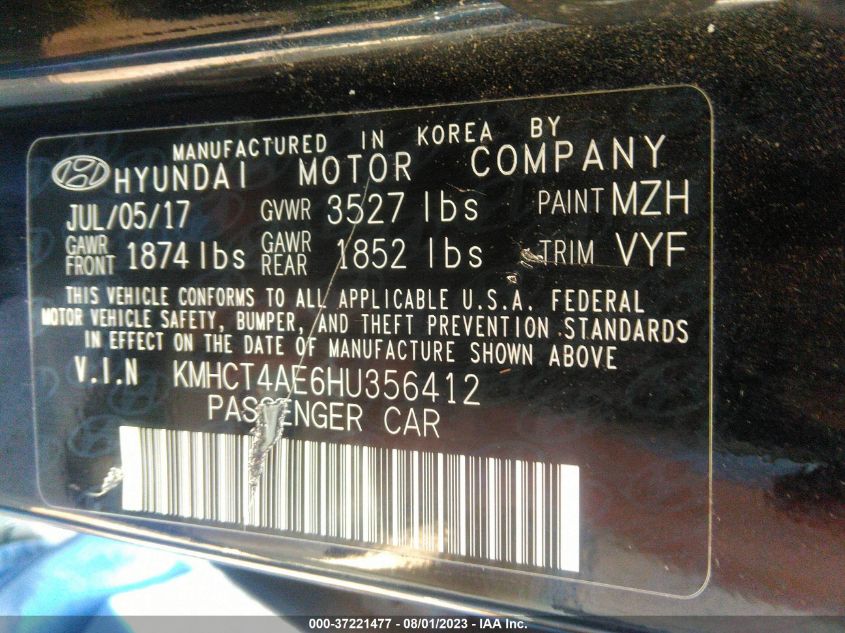 MANUFACTURED IN KOREA BY
HYUNDAI MOTOR COMPANY
JUL/05/17 GVWR 3527 lbs PAINT MZH
GAWR FRONT 1874 lbs GAWR REAR 1852 lbs TRIM VYF
THIS VEHICLE CONFORMS TO ALL APPLICABLE U.S.A. FEDERAL
MOTOR VEHICLE SAFETY, BUMPER, AND THEFT PREVENTION STANDARDS
IN EFFECT ON THE DATE OF MANUFACTURE SHOWN ABOVE
V.I.N KMHCT4AE6HU356412
PASSENGER CAR
000-37221477 - 08/01/2023 - IAA Inc.